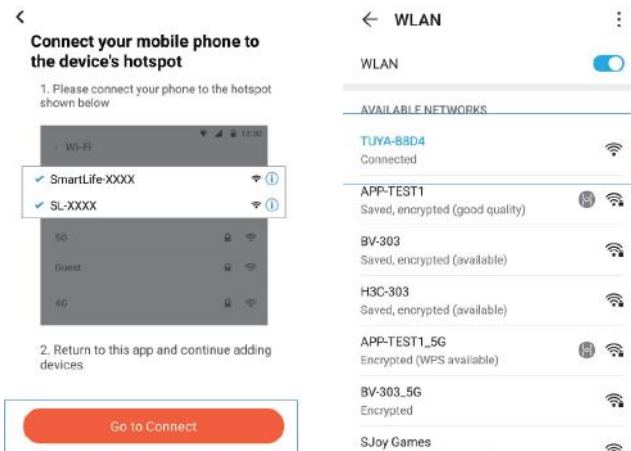 Connect your mobile phone to
the device's hotspot
1. Please connect your phone to the hotspot
shown below
12:00
Wi-Fi
SmartLife-XXXX
SL-XXXX
5G
Guest
4G
2. Return to this app and continue adding
devices
Go to Connect
WLAN
WLAN
AVAILABLE NETWORKS
TUYA-B8D4
Connected
APP-TEST1
Saved, encrypted (good quality)
BV-303
Saved, encrypted (available)
H3C-303
Saved, encrypted (available)
APP-TEST1_5G
Encrypted (WPS available)
BV-303_5G
Encrypted
SJoy Games